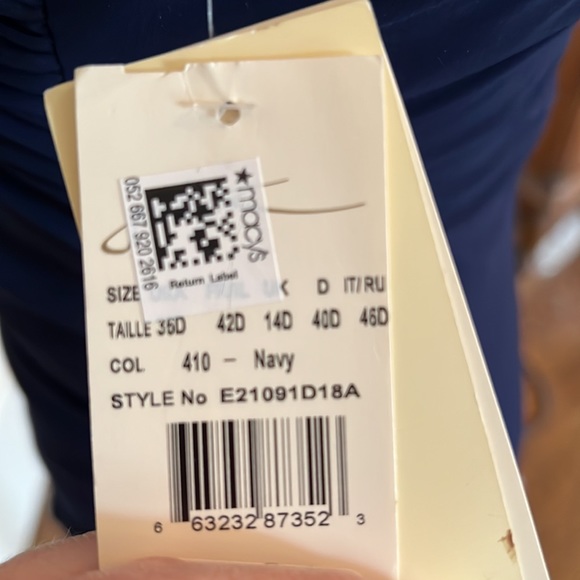 052 667 920 2616
★macys
Return Label
SIZE UK D IT/RU
TAILLE 36D 42D 14D 40D 46D
COL 410 - Navy
STYLE No E21091D18A
6 63232 87352 3